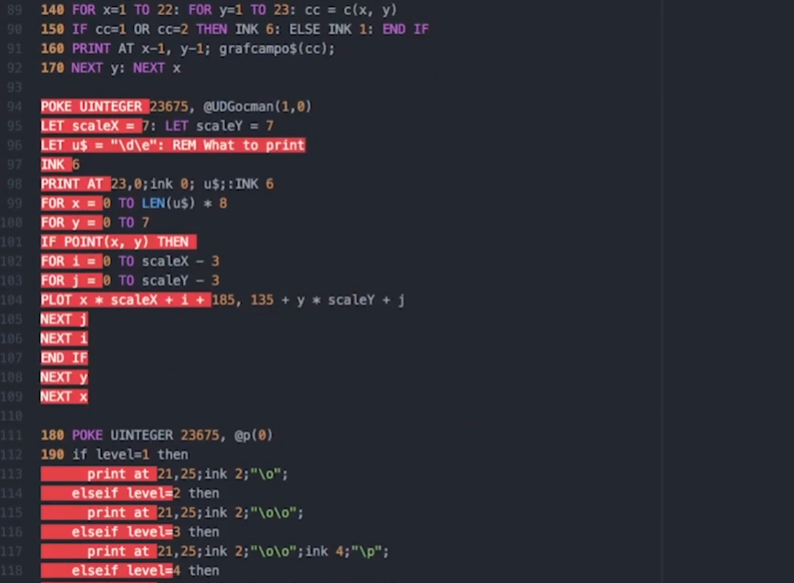 89 140 FOR x=1 TO 22: FOR y=1 TO 23: cc = c(x, y)
90 150 IF cc=1 OR cc=2 THEN INK 6: ELSE INK 1: END IF
91 160 PRINT AT x-1, y-1; grafcampo$(cc);
92 170 NEXT y: NEXT x
93
94 POKE UINTEGER 23675, @UDGocman(1,0)
95 LET scaleX = 7: LET scaleY = 7
96 LET u$ = "\d\e": REM What to print
97 INK 6
98 PRINT AT 23,0;ink 0; u$;:INK 6
99 FOR x = 0 TO LEN(u$) * 8
100 FOR y = 0 TO 7
101 IF POINT(x, y) THEN
102 FOR i = 0 TO scaleX - 3
103 FOR j = 0 TO scaleY - 3
104 PLOT x * scaleX + i + 185, 135 + y * scaleY + j
105 NEXT j
106 NEXT i
107 END IF
108 NEXT y
109 NEXT x
110
111 180 POKE UINTEGER 23675, @p(0)
112 190 if level=1 then
113 print at 21,25;ink 2;"\o";
114 elseif level=2 then
115 print at 21,25;ink 2;"\o\o";
116 elseif level=3 then
117 print at 21,25;ink 2;"\o\o";ink 4;"\p";
118 elseif level=4 then